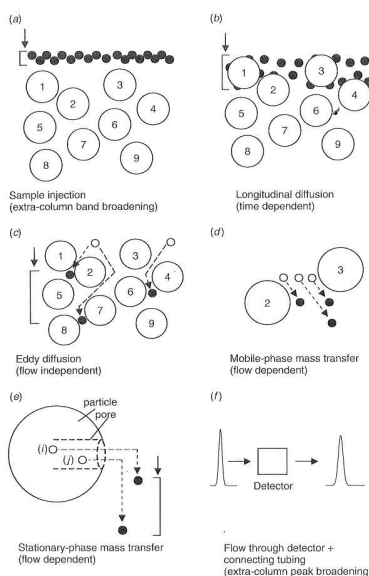 (a)
1
2
3
4
5
6
7
8
9
Sample injection
(extra-column band broadening)
(b)
1
2
3
4
5
6
7
8
9
Longitudinal diffusion
(time dependent)
(c)
1
2
3
4
5
6
7
8
9
Eddy diffusion
(flow independent)
(d)
3
2
Mobile-phase mass transfer
(flow dependent)
(e)
particle
pore
(i)
(j)
Stationary-phase mass transfer
(flow dependent)
(f)
Detector
Flow through detector +
connecting tubing
(extra-column peak broadening